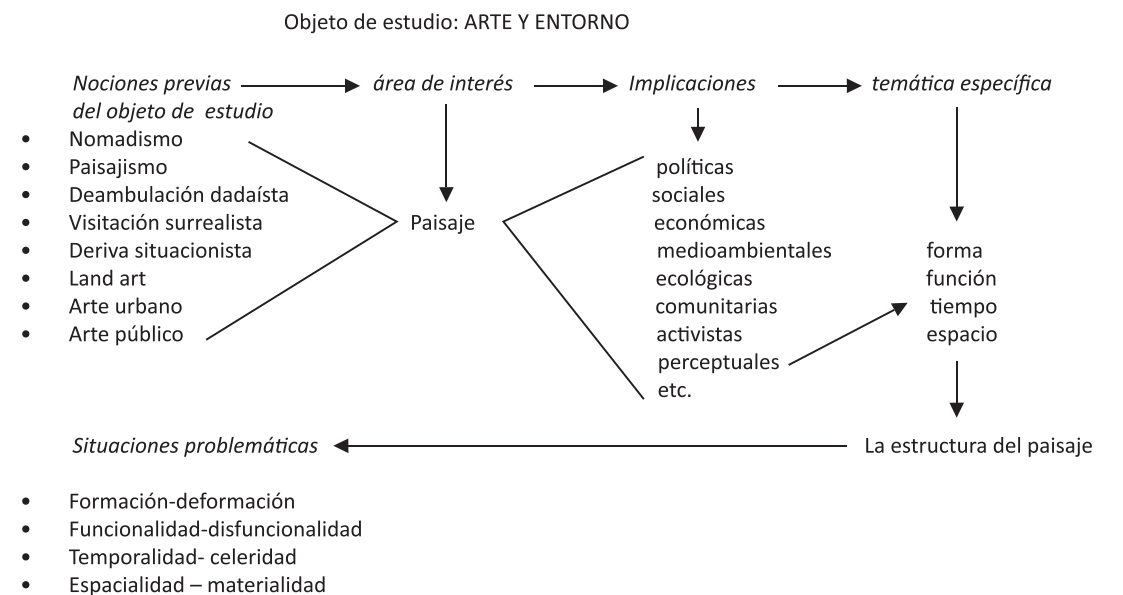 Objeto de estudio: ARTE Y ENTORNO
Nociones previas
del objeto de estudio
• Nomadismo
• Paisajismo
• Deambulación dadaísta
• Visitación surrealista
• Deriva situacionista
• Land art
• Arte urbano
• Arte público
área de interés
Paisaje
Implicaciones
políticas
sociales
económicas
medioambientales
ecológicas
comunitarias
activistas
perceptuales
etc.
temática específica
forma
función
tiempo
espacio
La estructura del paisaje
Situaciones problemáticas
• Formación-deformación
• Funcionalidad-disfuncionalidad
• Temporalidad- celeridad
• Espacialidad – materialidad